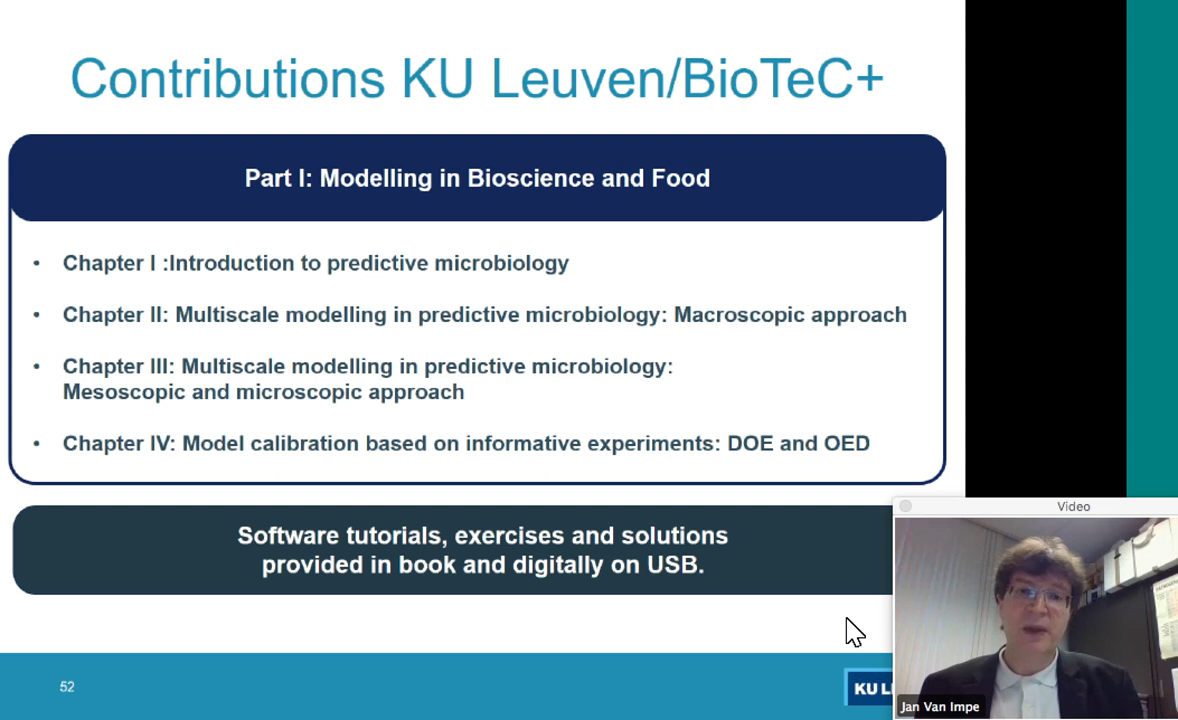 Contributions KU Leuven/BioTeC+
Part I: Modelling in Bioscience and Food
• Chapter I :Introduction to predictive microbiology
• Chapter II: Multiscale modelling in predictive microbiology: Macroscopic approach
• Chapter III: Multiscale modelling in predictive microbiology:
Mesoscopic and microscopic approach
• Chapter IV: Model calibration based on informative experiments: DOE and OED
Software tutorials, exercises and solutions
provided in book and digitally on USB.
52
KU
Video
Jan Van Impe